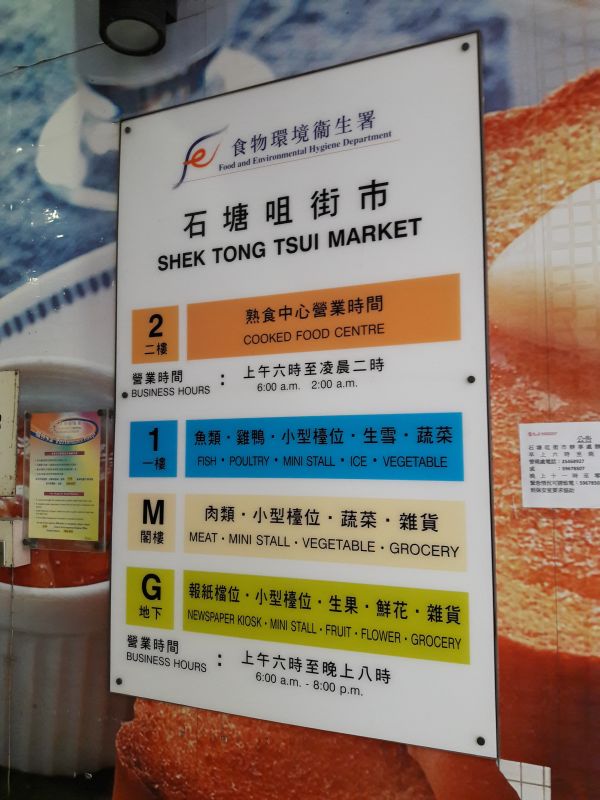 食物環境衞生署
Food and Environmental Hygiene Department
石塘咀街市
SHEK TONG TSUI MARKET
2
二樓
熟食中心營業時間
COOKED FOOD CENTRE
營業時間
BUSINESS HOURS
:
上午六時至凌晨二時
6:00 a.m. 2:00 a.m.
1
一樓
魚類・雞鴨・小型檯位・生雪・蔬菜
FISH・POULTRY・MINI STALL・ICE・VEGETABLE
M
閣樓
肉類・小型檯位・蔬菜・雜貨
MEAT・MINI STALL・VEGETABLE・GROCERY
G
地下
報紙檔位・小型檯位・生果・鮮花・雜貨
NEWSPAPER KIOSK・MINI STALL・FRUIT・FLOWER・GROCERY
營業時間
BUSINESS HOURS
:
上午六時至晚上八時
6:00 a.m. - 8:00 p.m.
公告